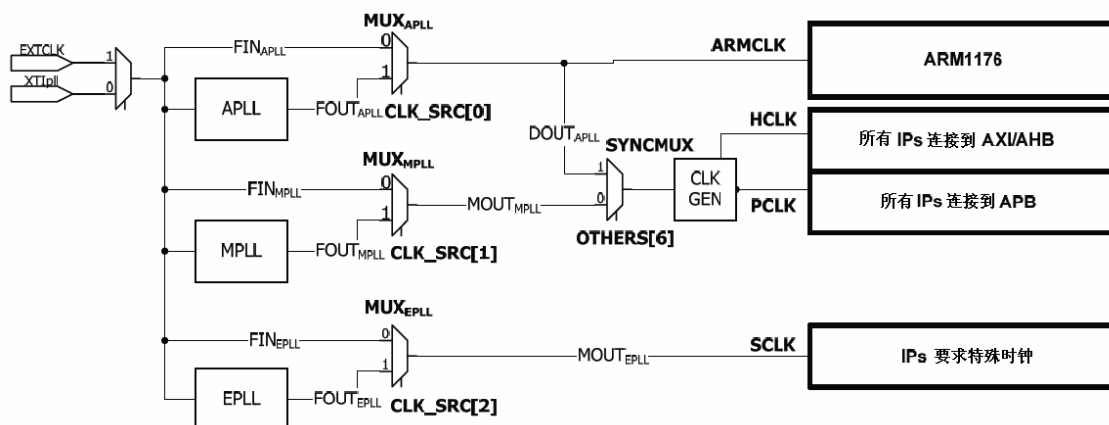 EXTCLK
1
XTIpll
0
FINAPLL
MUXAPLL
0
1
APLL
FOUTAPLL
CLK_SRC[0]
ARMCLK
ARM1176
DOUTAPLL
SYNCMUX
1
0
OTHERS[6]
CLK
GEN
HCLK
所有 IPs 连接到 AXI/AHB
PCLK
所有 IPs 连接到 APB
MUXMPLL
FINMPLL
0
1
MOUTMPLL
MPLL
FOUTMPLL
CLK_SRC[1]
MUXEPLL
FINEPLL
0
1
MOUTEPLL
SCLK
IPs 要求特殊时钟
EPLL
FOUTEPLL
CLK_SRC[2]